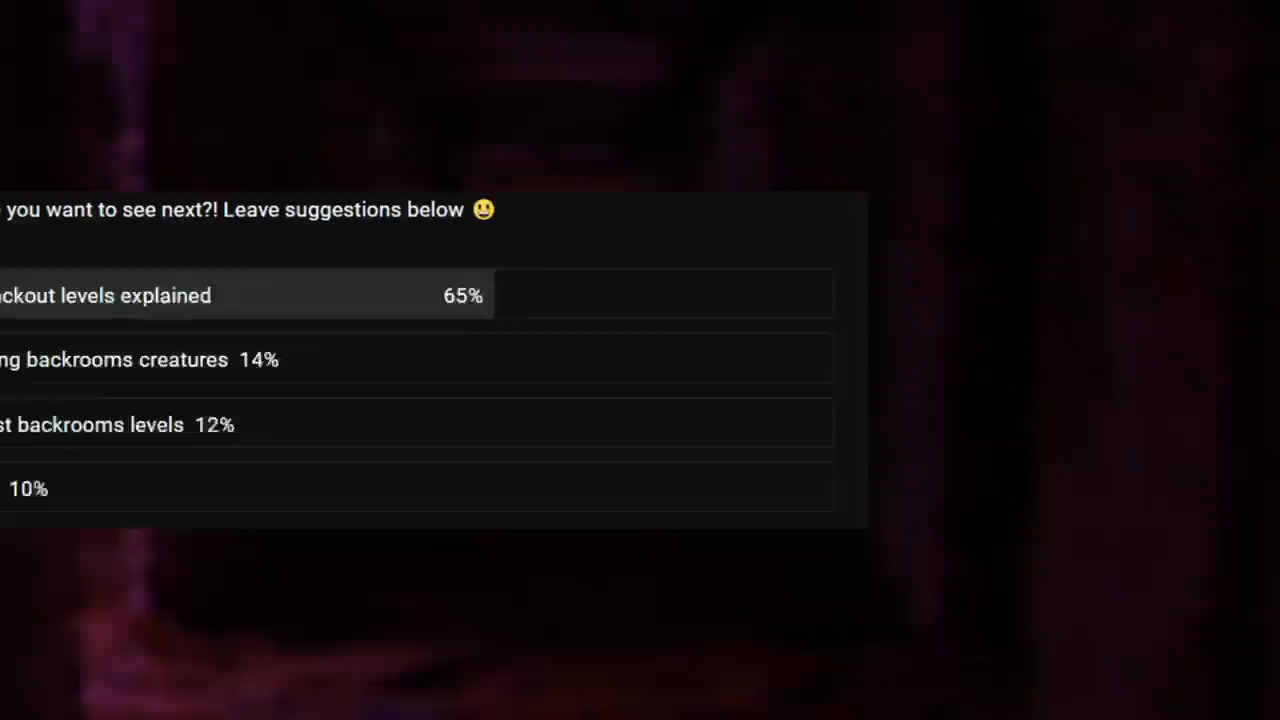 you want to see next?! Leave suggestions below 😀
ckout levels explained 65%
ng backrooms creatures 14%
st backrooms levels 12%
10%